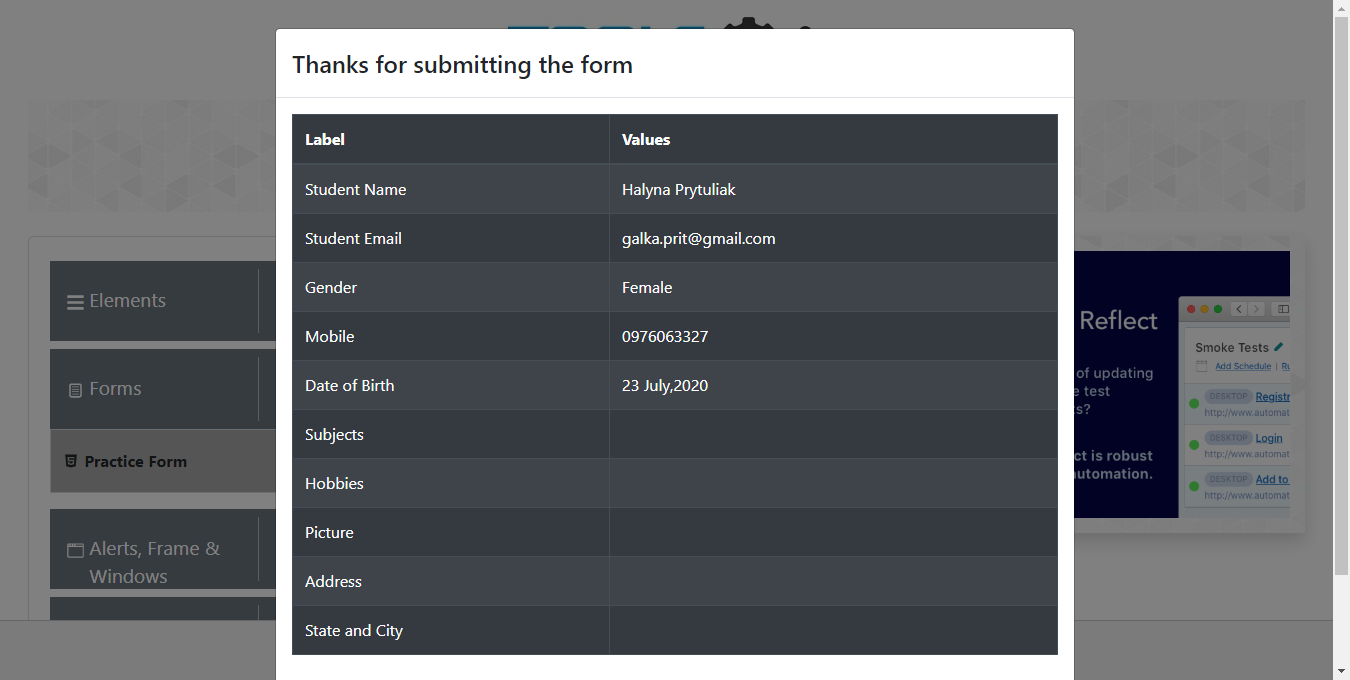 TOOLS
Thanks for submitting the form
Label Values
Student Name Halyna Prytuliak
Student Email galka.prit@gmail.com
Gender Female
Mobile 0976063327
Date of Birth 23 July,2020
Subjects
Hobbies
Picture
Address
State and City
Elements
Forms
Practice Form
Alerts, Frame &
Windows
Reflect
of updating
test
s?
ct is robust
utomation.
Smoke Tests
Add Schedule | Ru
DESKTOP Registr
http://www.automat
DESKTOP Login
http://www.automat
DESKTOP Add to
http://www.automat